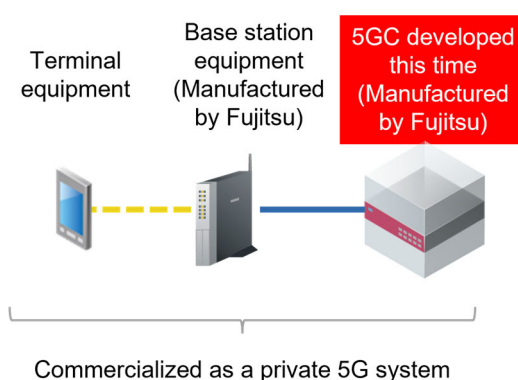 Terminal
equipment
Base station
equipment
(Manufactured
by Fujitsu)
5GC developed
this time
(Manufactured
by Fujitsu)
Commercialized as a private 5G system